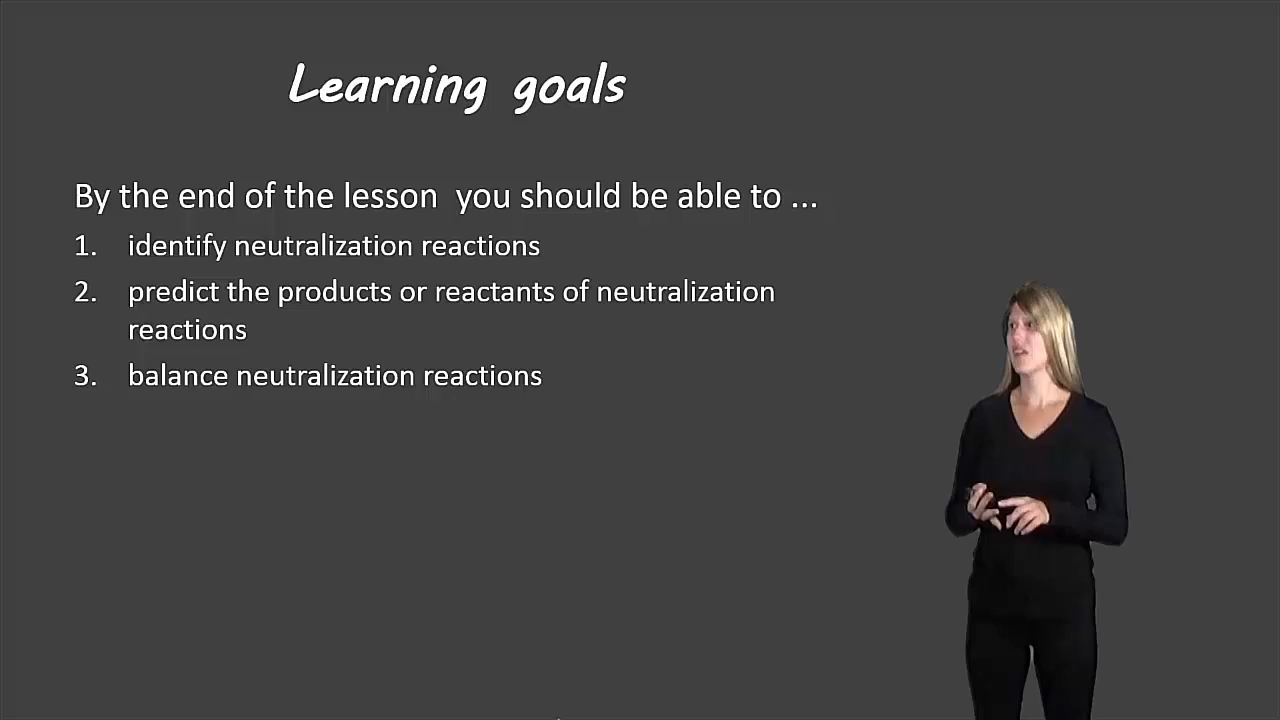 Learning goals
By the end of the lesson you should be able to ...
1. identify neutralization reactions
2. predict the products or reactants of neutralization
reactions
3. balance neutralization reactions